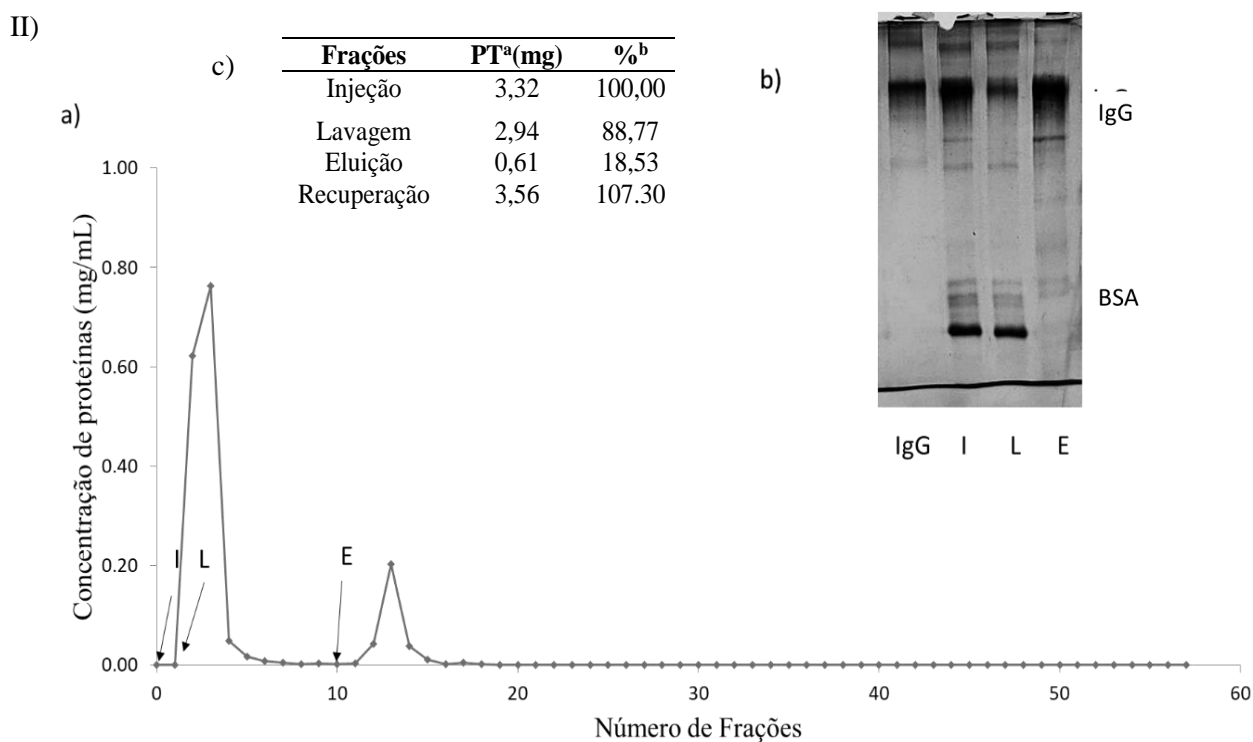 II)
c)
Frações PTᵃ(mg) %ᵇ
Injeção 3,32 100,00
Lavagem 2,94 88,77
Eluição 0,61 18,53
Recuperação 3,56 107.30
b)
IgG
BSA
IgG I L E
a)
Concentração de proteínas (mg/mL)
1.00
0.80
0.60
0.40
0.20
0.00
I L E
0 10 20 30 40 50 60
Número de Frações